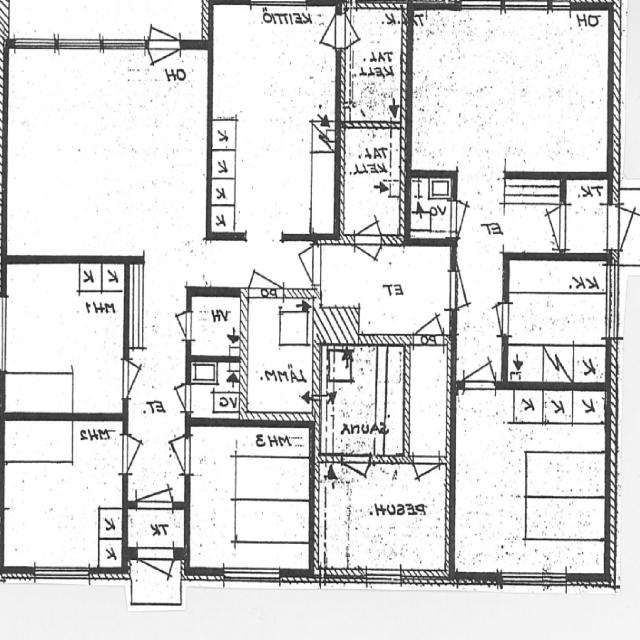 KEITTIÖ
OH
OH
TAL.
KELL.
K
K
K
K
TAL.
KELL.
VC
TK.
ET
ET
KK.
K K
MH1
PO
VH
PO
LÄMM.
K
VC
ET
SAUNA
K K K
MH2
MH3
K
K
TK
PESUH.